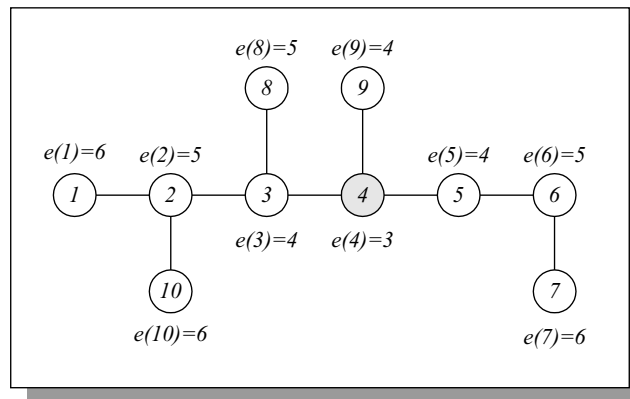 e(8)=5 e(9)=4
8 9
e(1)=6 e(2)=5 e(5)=4 e(6)=5
1 2 3 4 5 6
e(3)=4 e(4)=3
10 7
e(10)=6 e(7)=6